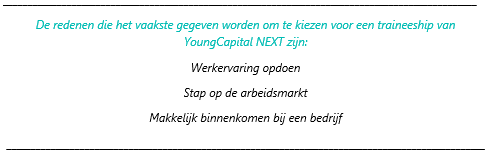 De redenen die het vaakste gegeven worden om te kiezen voor een traineeship van
YoungCapital NEXT zijn:
Werkervaring opdoen
Stap op de arbeidsmarkt
Makkelijk binnenkomen bij een bedrijf